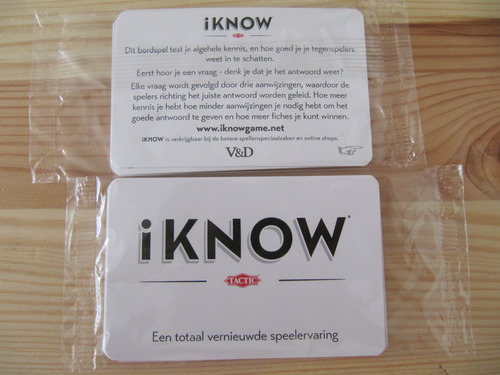 iKNOW
TACTIC
Dit bordspel test je algehele kennis, en hoe goed je je tegenspelers
weet in te schatten.
Eerst hoor je een vraag - denk je dat je het antwoord weet?
Elke vraag wordt gevolgd door drie aanwijzingen, waardoor de
spelers richting het juiste antwoord worden geleid. Hoe meer
kennis je hebt hoe minder aanwijzingen je nodig hebt om het
goede antwoord te geven en hoe meer fiches je kunt winnen.
www.iknowgame.net
iKNOW is verkrijgbaar bij de betere spellenspeciaalzaken en online shops.
V&D
iKNOW
TACTIC
Een totaal vernieuwde speelervaring